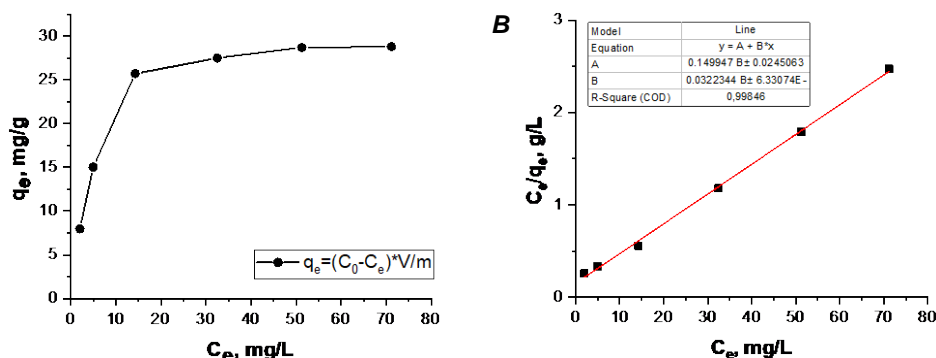 30
25
20
15
10
5
0
qe, mg/g
qe=(C0-Ce)*V/m
0 10 20 30 40 50 60 70 80
Ce, mg/L
B
Model Line
Equation y = A + B*x
A 0.149947 B± 0.0245063
B 0.0322344 B± 6.33074E-
R-Square (COD) 0,99846
3
2
1
0
Ce/qe, g/L
0 10 20 30 40 50 60 70 80
Ce, mg/L